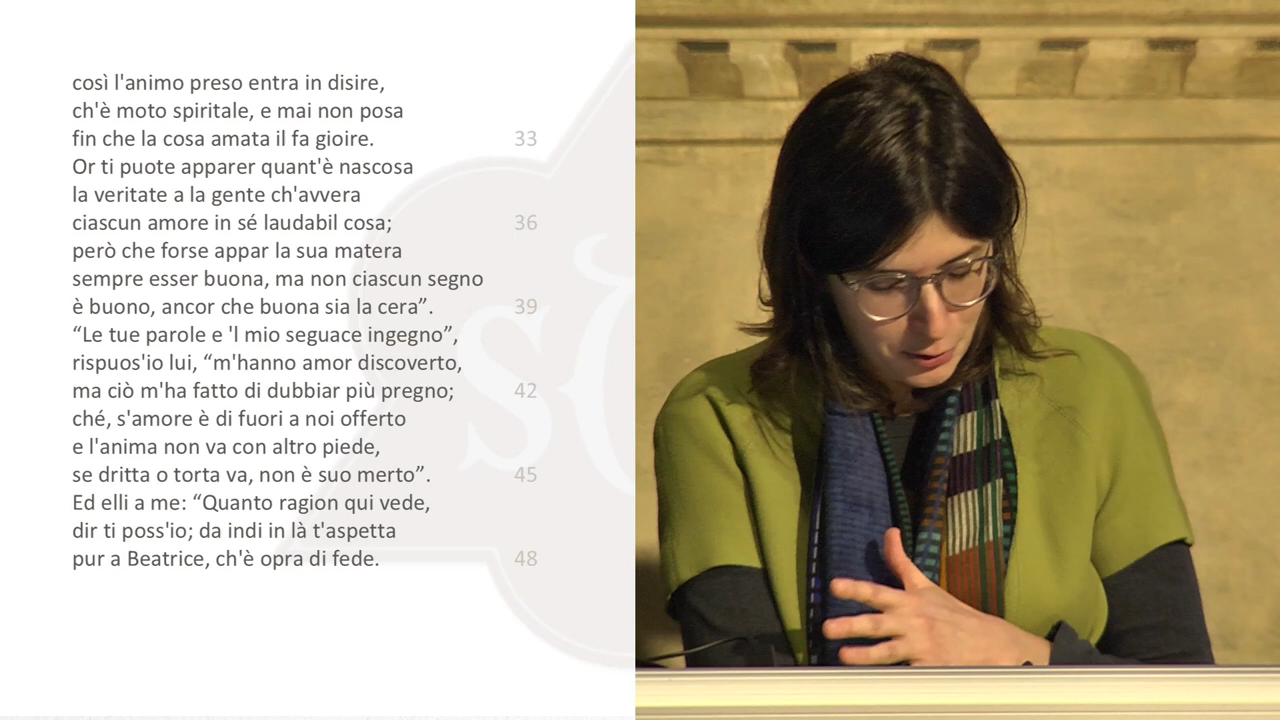 così l'animo preso entra in disire,
ch'è moto spiritale, e mai non posa
fin che la cosa amata il fa gioire. 33
Or ti puote apparer quant'è nascosa
la veritate a la gente ch'avvera
ciascun amore in sé laudabil cosa; 36
però che forse appar la sua matera
sempre esser buona, ma non ciascun segno
è buono, ancor che buona sia la cera”. 39
“Le tue parole e 'l mio seguace ingegno”,
rispuos'io lui, “m'hanno amor discoverto,
ma ciò m'ha fatto di dubbiar più pregno; 42
ché, s'amore è di fuori a noi offerto
e l'anima non va con altro piede,
se dritta o torta va, non è suo merto”. 45
Ed elli a me: “Quanto ragion qui vede,
dir ti poss'io; da indi in là t'aspetta
pur a Beatrice, ch'è opra di fede. 48